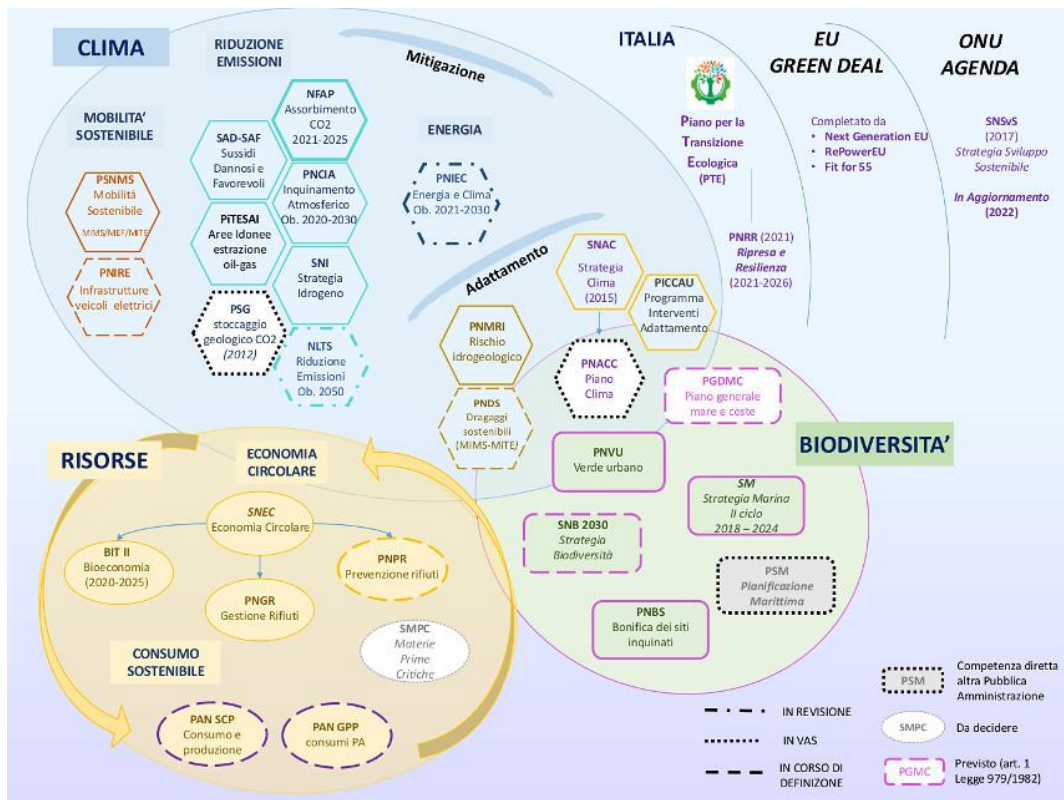 CLIMA
RIDUZIONE
EMISSIONI
Mitigazione
ITALIA
EU
GREEN DEAL
ONU
AGENDA
MOBILITA’
SOSTENIBILE
PSNMS
Mobilità
Sostenibile
MIMS/MEF/MITE
PNIRE
Infrastrutture
veicoli elettrici
NFAP
Assorbimento
CO2
2021-2025
SAD-SAF
Sussidi
Dannosi e
Favorevoli
PNCIA
Inquinamento
Atmosferico
Ob. 2020-2030
PiTESAI
Aree Idonee
estrazione
oil-gas
SNI
Strategia
Idrogeno
PSG
stoccaggio
geologico CO2
(2012)
NLTS
Riduzione
Emissioni
Ob. 2050
ENERGIA
PNIEC
Energia e Clima
Ob. 2021-2030
Adattamento
Piano per la
Transizione
Ecologica
(PTE)
PNRR (2021)
Ripresa e
Resilienza
(2021-2026)
Completato da
• Next Generation EU
• RePowerEU
• Fit for 55
SNSvS
(2017)
Strategia Sviluppo
Sostenibile
In Aggiornamento
(2022)
SNAC
Strategia
Clima
(2015)
PICCAU
Programma
Interventi
Adattamento
PNMRI
Rischio
idrogeologico
PNACC
Piano
Clima
PNDS
Dragaggi
sostenibili
(MiMS-MITE)
PGDMC
Piano generale
mare e coste
BIODIVERSITA’
PNVU
Verde urbano
SM
Strategia Marina
II ciclo
2018 – 2024
SNB 2030
Strategia
Biodiversità
PSM
Pianificazione
Marittima
PNBS
Bonifica dei siti
inquinati
RISORSE
ECONOMIA
CIRCOLARE
SNEC
Economia Circolare
BIT II
Bioeconomia
(2020-2025)
PNPR
Prevenzione rifiuti
PNGR
Gestione Rifiuti
SMPC
Materie
Prime
Critiche
CONSUMO
SOSTENIBILE
PAN SCP
Consumo e
produzione
PAN GPP
consumi PA
IN REVISIONE
IN VAS
IN CORSO DI
DEFINIZONE
PSM
Competenza diretta
altra Pubblica
Amministrazione
SMPC
Da decidere
PGMC
Previsto (art. 1
Legge 979/1982)